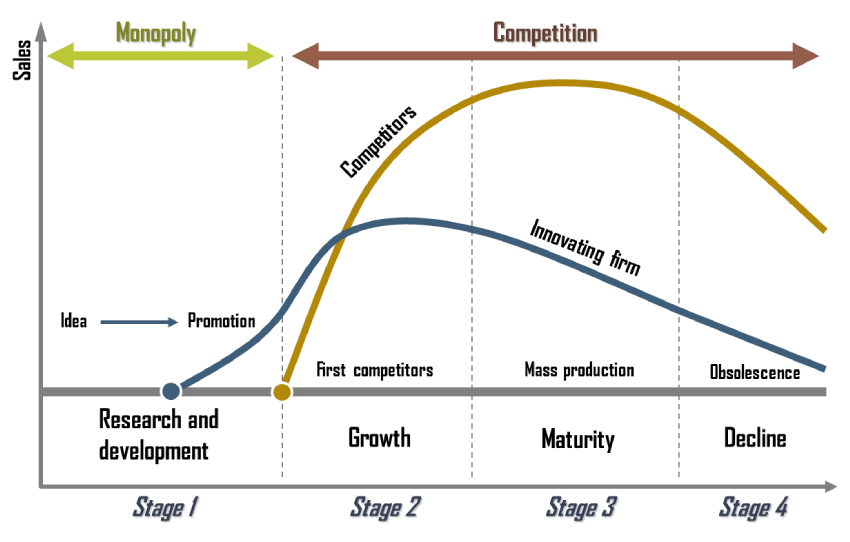 Monopoly
Competition
Sales
Competitors
Innovating firm
Idea
Promotion
First competitors
Mass production
Obsolescence
Research and
development
Growth
Maturity
Decline
Stage 1
Stage 2
Stage 3
Stage 4